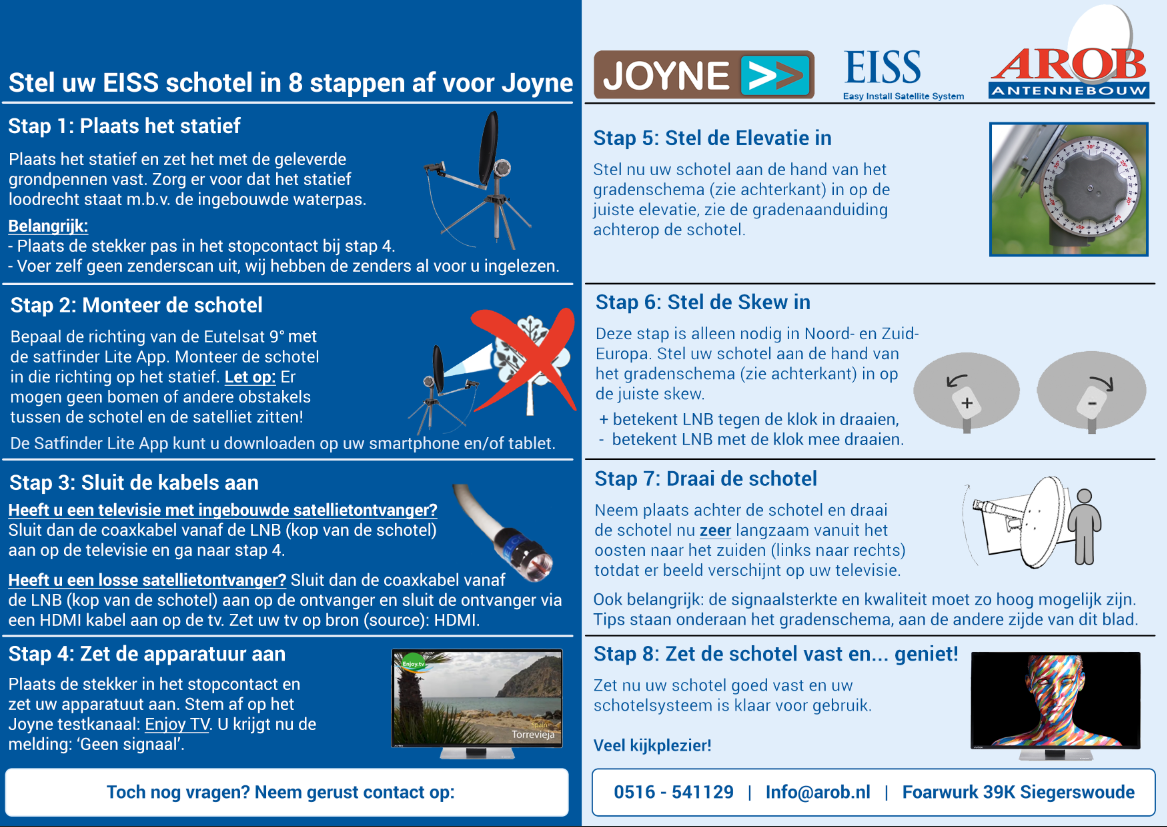 Stel uw EISS schotel in 8 stappen af voor Joyne
Stap 1: Plaats het statief
Plaats het statief en zet het met de geleverde
grondpennen vast. Zorg er voor dat het statief
loodrecht staat m.b.v. de ingebouwde waterpas.
Belangrijk:
- Plaats de stekker pas in het stopcontact bij stap 4.
- Voer zelf geen zenderscan uit, wij hebben de zenders al voor u ingelezen.
Stap 2: Monteer de schotel
Bepaal de richting van de Eutelsat 9° met
de satfinder Lite App. Monteer de schotel
in die richting op het statief. Let op: Er
mogen geen bomen of andere obstakels
tussen de schotel en de satelliet zitten!
De Satfinder Lite App kunt u downloaden op uw smartphone en/of tablet.
Stap 3: Sluit de kabels aan
Heeft u een televisie met ingebouwde satellietontvanger?
Sluit dan de coaxkabel vanaf de LNB (kop van de schotel)
aan op de televisie en ga naar stap 4.
Heeft u een losse satellietontvanger? Sluit dan de coaxkabel vanaf
de LNB (kop van de schotel) aan op de ontvanger en sluit de ontvanger via
een HDMI kabel aan op de tv. Zet uw tv op bron (source): HDMI.
Stap 4: Zet de apparatuur aan
Plaats de stekker in het stopcontact en
zet uw apparatuut aan. Stem af op het
Joyne testkanaal: Enjoy TV. U krijgt nu de
melding: ‘Geen signaal’.
Enjoy.tv
Torrevieja
Toch nog vragen? Neem gerust contact op:
JOYNE >>
EISS
Easy Install Satellite System
AROB
ANTENNEBOUW
Stap 5: Stel de Elevatie in
Stel nu uw schotel aan de hand van het
gradenschema (zie achterkant) in op de
juiste elevatie, zie de gradenaanduiding
achterop de schotel.
Stap 6: Stel de Skew in
Deze stap is alleen nodig in Noord- en Zuid-
Europa. Stel uw schotel aan de hand van
het gradenschema (zie achterkant) in op
de juiste skew.
+ betekent LNB tegen de klok in draaien,
- betekent LNB met de klok mee draaien.
+
-
Stap 7: Draai de schotel
Neem plaats achter de schotel en draai
de schotel nu zeer langzaam vanuit het
oosten naar het zuiden (links naar rechts)
totdat er beeld verschijnt op uw televisie.
Ook belangrijk: de signaalsterkte en kwaliteit moet zo hoog mogelijk zijn.
Tips staan onderaan het gradenschema, aan de andere zijde van dit blad.
Stap 8: Zet de schotel vast en... geniet!
Zet nu uw schotel goed vast en uw
schotelsysteem is klaar voor gebruik.
Veel kijkplezier!
0516 - 541129 | Info@arob.nl | Foarwurk 39K Siegerswoude